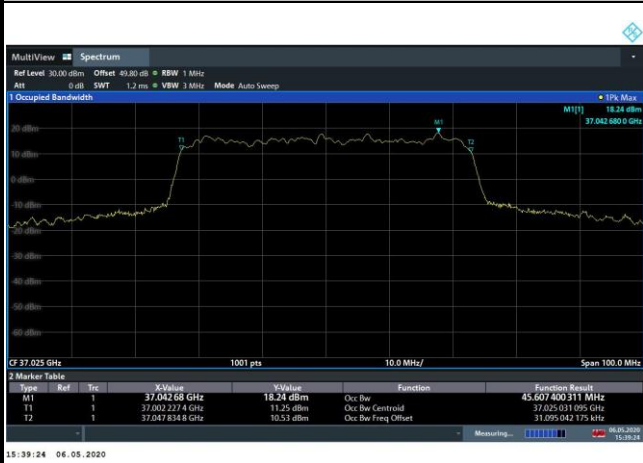 MultiView Spectrum
Ref Level 30.00 dBm Offset 49.80 dB RBW 1 MHz
Att 0 dB SWT 1.2 ms VBW 3 MHz Mode Auto Sweep
1 Occupied Bandwidth 1Pk Max
M1[1] 18.24 dBm
37.042 680 0 GHz
M1
20 dBm
T1
T2
10 dBm
0 dBm
-10 dBm
-20 dBm
-30 dBm
-40 dBm
-50 dBm
-60 dBm
CF 37.025 GHz 1001 pts 10.0 MHz/ Span 100.0 MHz
2 Marker Table
Type Ref Trc X-Value Y-Value Function Function Result
M1 1 37.042 68 GHz 18.24 dBm Occ Bw 45.607 400 311 MHz
T1 1 37.002 227 4 GHz 11.25 dBm Occ Bw Centroid 37.025 031 095 GHz
T2 1 37.047 834 8 GHz 10.53 dBm Occ Bw Freq Offset 31.095 042 175 kHz
Measuring... 06.05.2020
15:39:24
15:39:24 06.05.2020